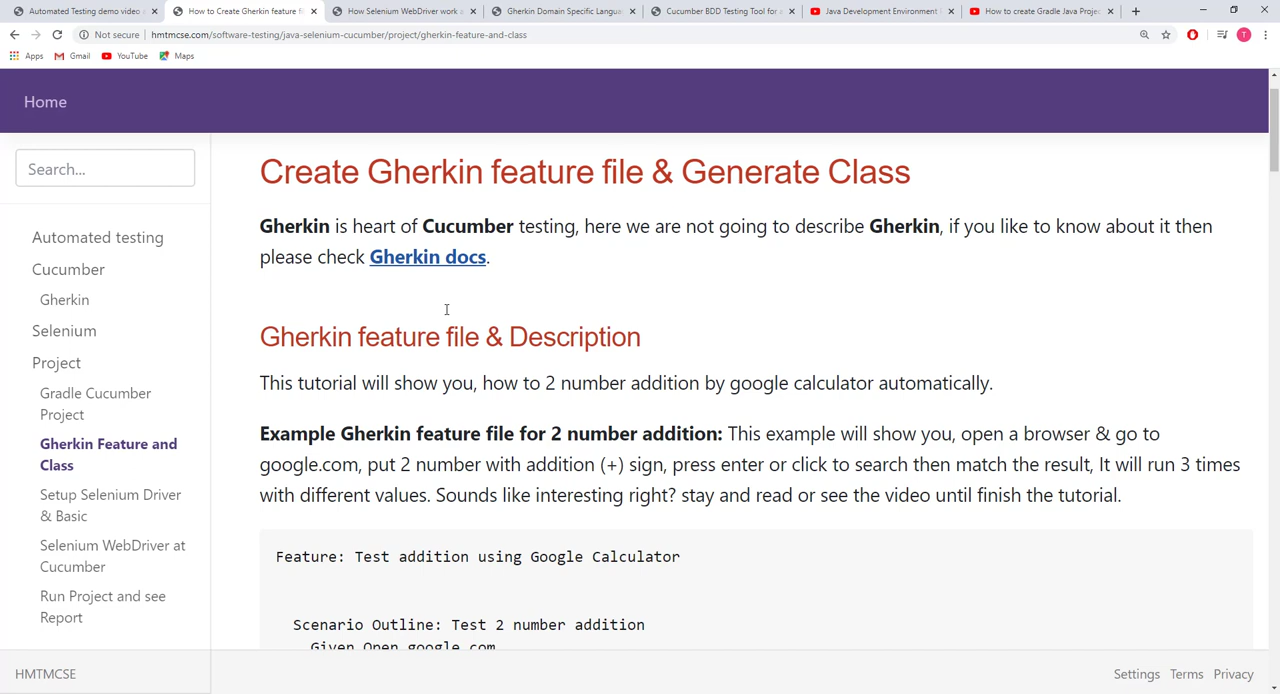 Automated Testing demo video a
How to Create Gherkin feature fi
How Selenium WebDriver work a
Gherkin Domain Specific Langua
Cucumber BDD Testing Tool for a
Java Development Environment
How to create Gradle Java Projec
Not secure
hmtmcse.com/software-testing/java-selenium-cucumber/project/gherkin-feature-and-class
T
Apps
Gmail
YouTube
Maps
Home
Search...
Automated testing
Cucumber
Gherkin
Selenium
Project
Gradle Cucumber
Project
Gherkin Feature and
Class
Setup Selenium Driver
& Basic
Selenium WebDriver at
Cucumber
Run Project and see
Report
HMTMCSE
Create Gherkin feature file & Generate Class
Gherkin is heart of Cucumber testing, here we are not going to describe Gherkin, if you like to know about it then
please check Gherkin docs.
Gherkin feature file & Description
This tutorial will show you, how to 2 number addition by google calculator automatically.
Example Gherkin feature file for 2 number addition: This example will show you, open a browser & go to
google.com, put 2 number with addition (+) sign, press enter or click to search then match the result, It will run 3 times
with different values. Sounds like interesting right? stay and read or see the video until finish the tutorial.
Feature: Test addition using Google Calculator
Scenario Outline: Test 2 number addition
Given Open google.com
Settings
Terms
Privacy